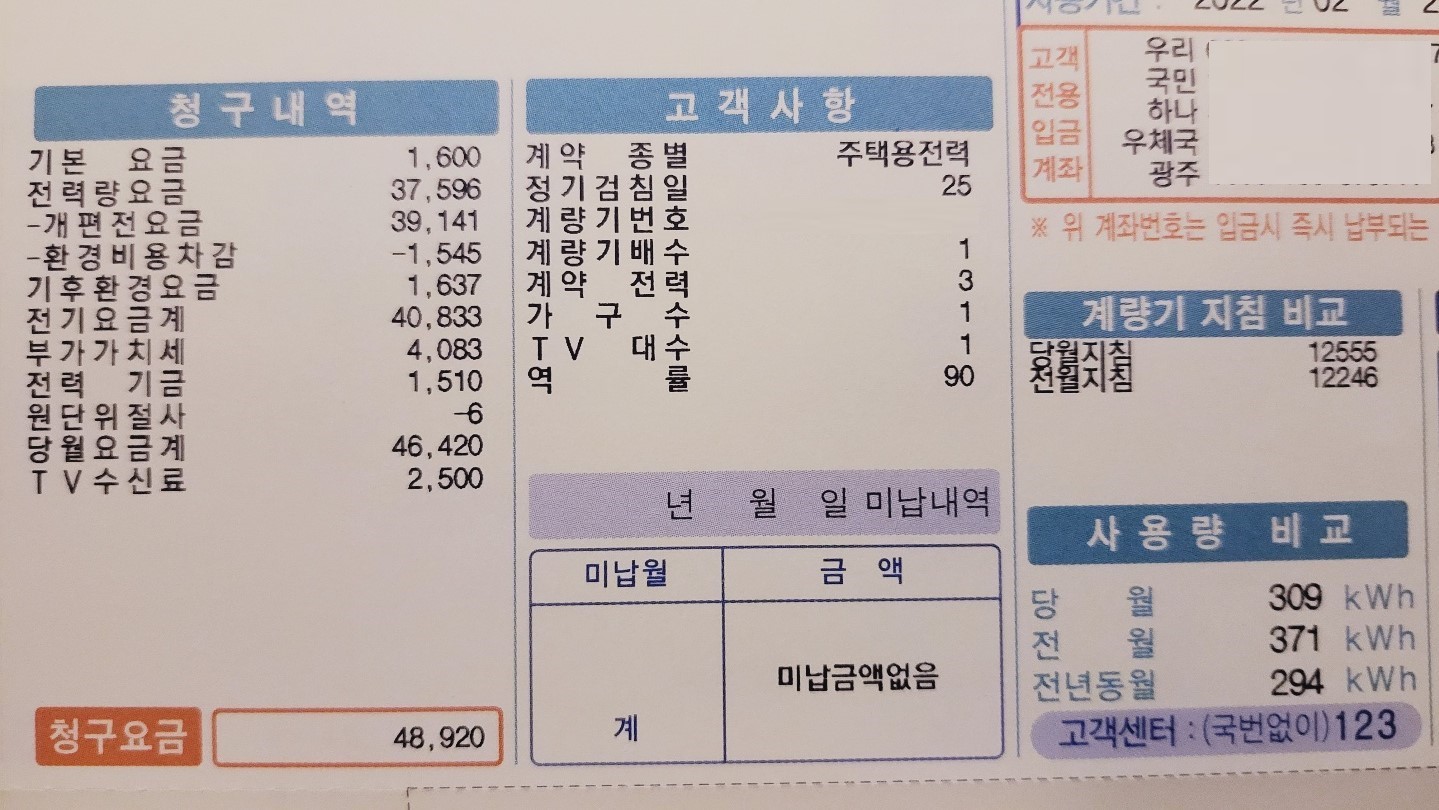 청구내역
기본 요금 1,600
전력량요금 37,596
-개편전요금 39,141
-환경비용차감 -1,545
기후환경요금 1,637
전기요금계 40,833
부가가치세 4,083
전력 기금 1,510
원단위절사 -6
당월요금계 46,420
TV수신료 2,500
청구요금 48,920
고객사항
계약 종별 주택용전력
정기검침일 25
계량기번호
계량기배수 1
계약 전력 3
가 구 수 1
TV 대수 1
역 률 90
년 월 일 미납내역
미납월 금 액
미납금액없음
계
사용기간 : 2022 년 02 월 2
고객 전용 입금 계좌
우리
국민
하나
우체국
광주
※ 위 계좌번호는 입금시 즉시 납부되는
계량기 지침 비교
당월지침 12555
전월지침 12246
사용량 비교
당 월 309 kWh
전 월 371 kWh
전년동월 294 kWh
고객센터 : (국번없이)123